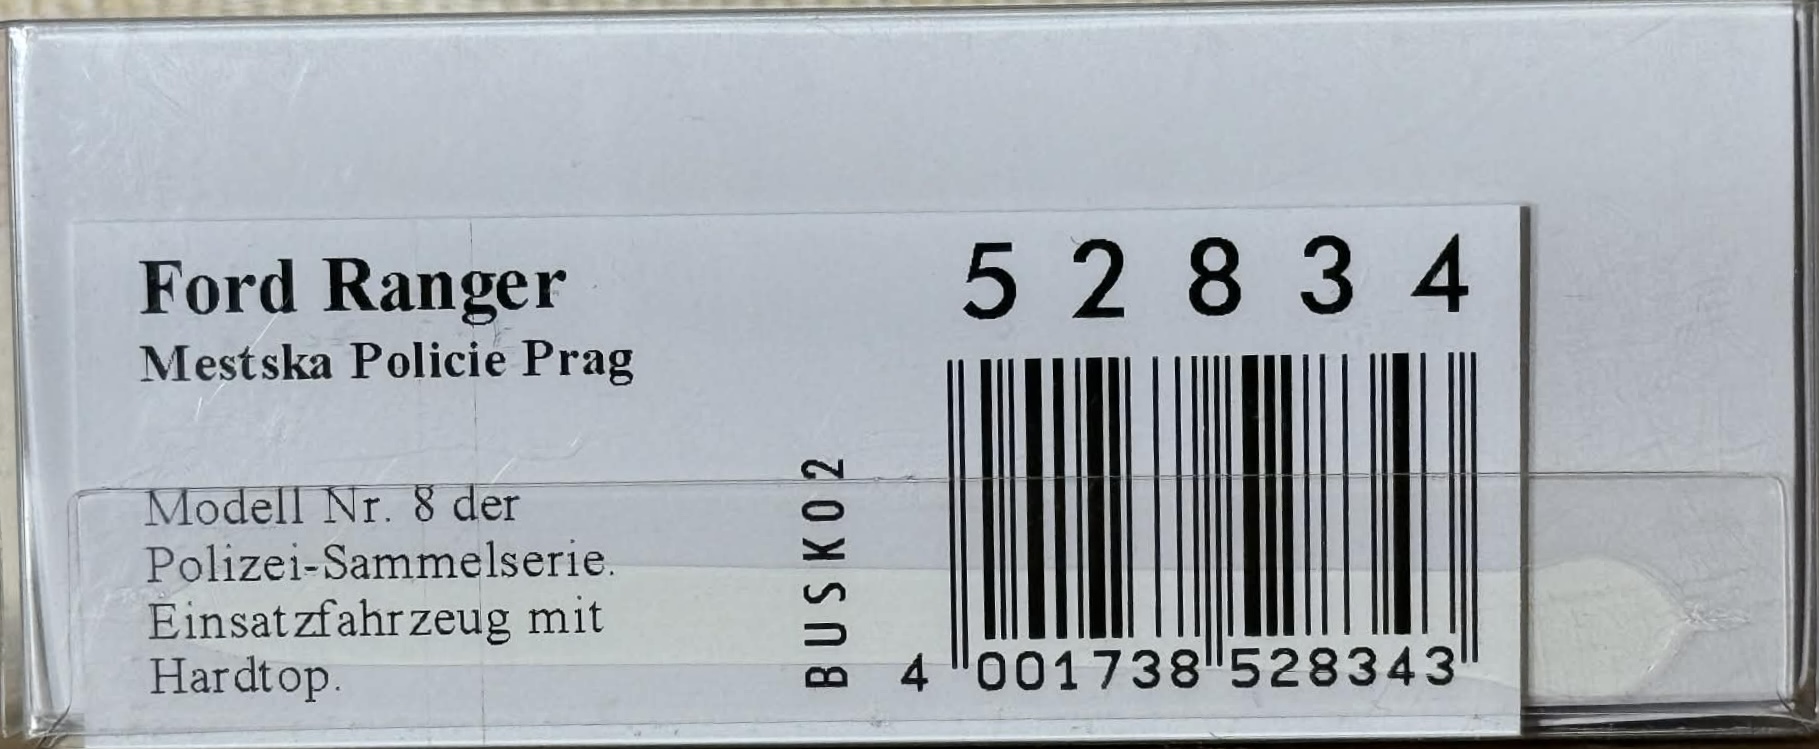 Ford Ranger
Mestska Policie Prag
Modell Nr. 8 der
Polizei-Sammelserie.
Einsatzfahrzeug mit
Hardtop.
BUSK02
52834
4 001738 528343